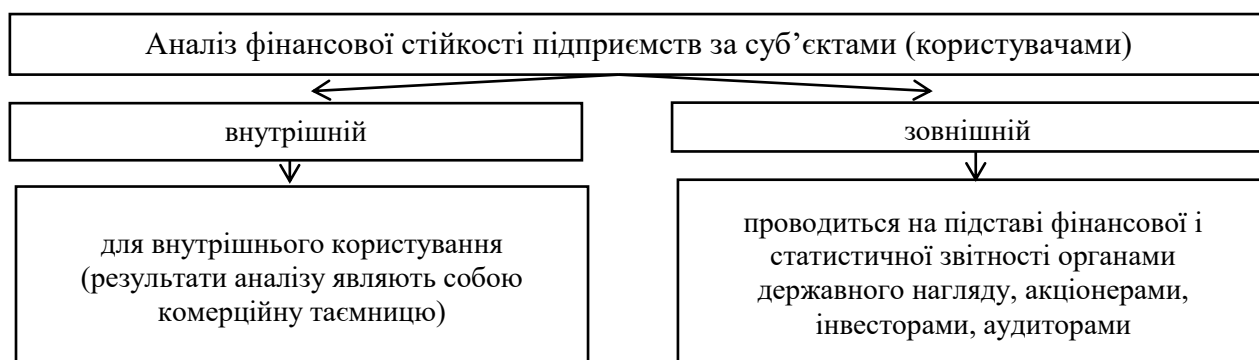 Аналіз фінансової стійкості підприємств за суб’єктами (користувачами)
внутрішній
зовнішній
для внутрішнього користування
(результати аналізу являють собою
комерційну таємницю)
проводиться на підставі фінансової і
статистичної звітності органами
державного нагляду, акціонерами,
інвесторами, аудиторами